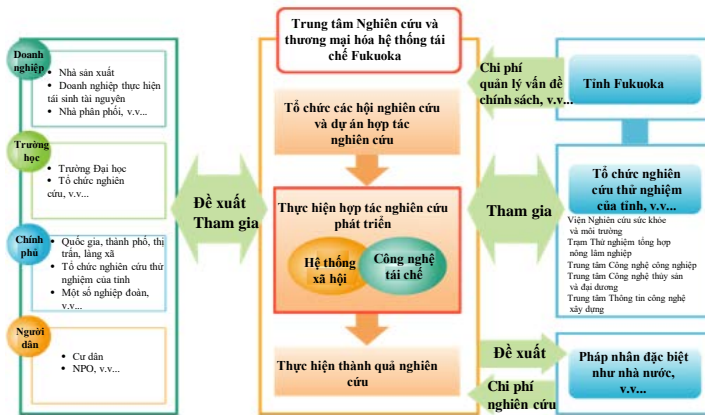 Doanh
nghiệp
• Nhà sản xuất
• Doanh nghiệp thực hiện
tái sinh tài nguyên
• Nhà phân phối, v.v...
Trường
học
• Trường Đại học
• Tổ chức nghiên
cứu, v.v...
Chính
phủ
• Quốc gia, thành phố, thị
trấn, làng xã
• Tổ chức nghiên cứu thử
nghiệm của tỉnh
• Một số nghiệp đoàn,
v.v...
Người
dân
• Cư dân
• NPO, v.v...
Đề xuất
Tham gia
Trung tâm Nghiên cứu và
thương mại hóa hệ thống tái
chế Fukuoka
Tổ chức các hội nghiên cứu
và dự án hợp tác
nghiên cứu
Thực hiện hợp tác nghiên cứu
phát triển
Hệ thống
xã hội
Công nghệ
tái chế
Thực hiện thành quả nghiên
cứu
Chi phí
quản lý vấn đề
chính sách, v.v...
Tham gia
Đề xuất
Chi phí
nghiên cứu
Tỉnh Fukuoka
Tổ chức nghiên
cứu thử nghiệm
của tỉnh, v.v...
Viện Nghiên cứu sức khỏe
và môi trường
Trạm Thử nghiệm tổng hợp
nông lâm nghiệp
Trung tâm Công nghệ công nghiệp
Trung tâm Công nghệ thủy sản
và đại dương
Trung tâm Thông tin công nghệ
xây dựng
Pháp nhân đặc biệt
như nhà nước,
v.v...